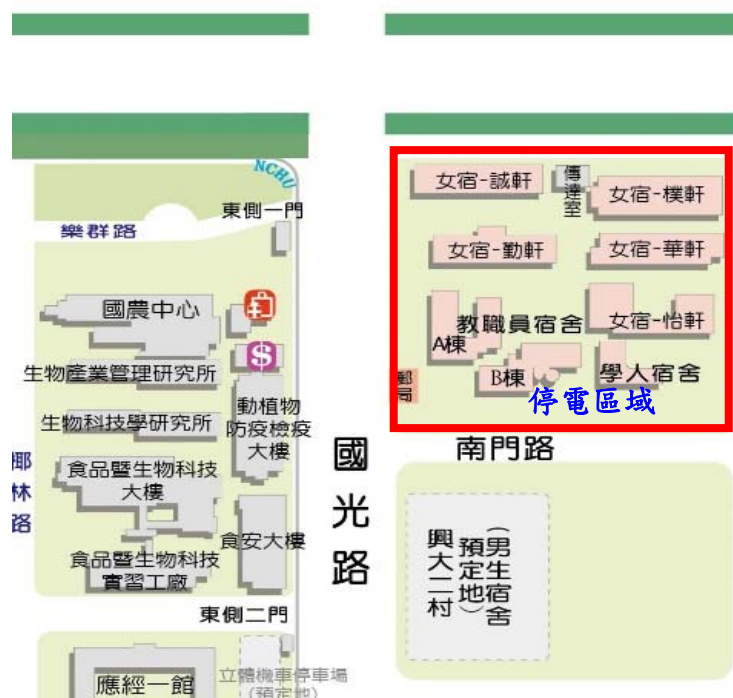 NCHU
東側一門
樂群路
國農中心
生物產業管理研究所
生物科技學研究所
動植物
防疫檢疫
大樓
食品暨生物科技
大樓
食安大樓
食品暨生物科技
實習工廠
東側二門
應經一館
立體機車停車場
(預定地)
椰林路
國光路
女宿-誠軒
傳達室
女宿-樸軒
女宿-勤軒
女宿-華軒
教職員宿舍
A棟
女宿-怡軒
B棟
學人宿舍
郵局
停電區域
南門路
興大二村
(男生宿舍
預定地)
$